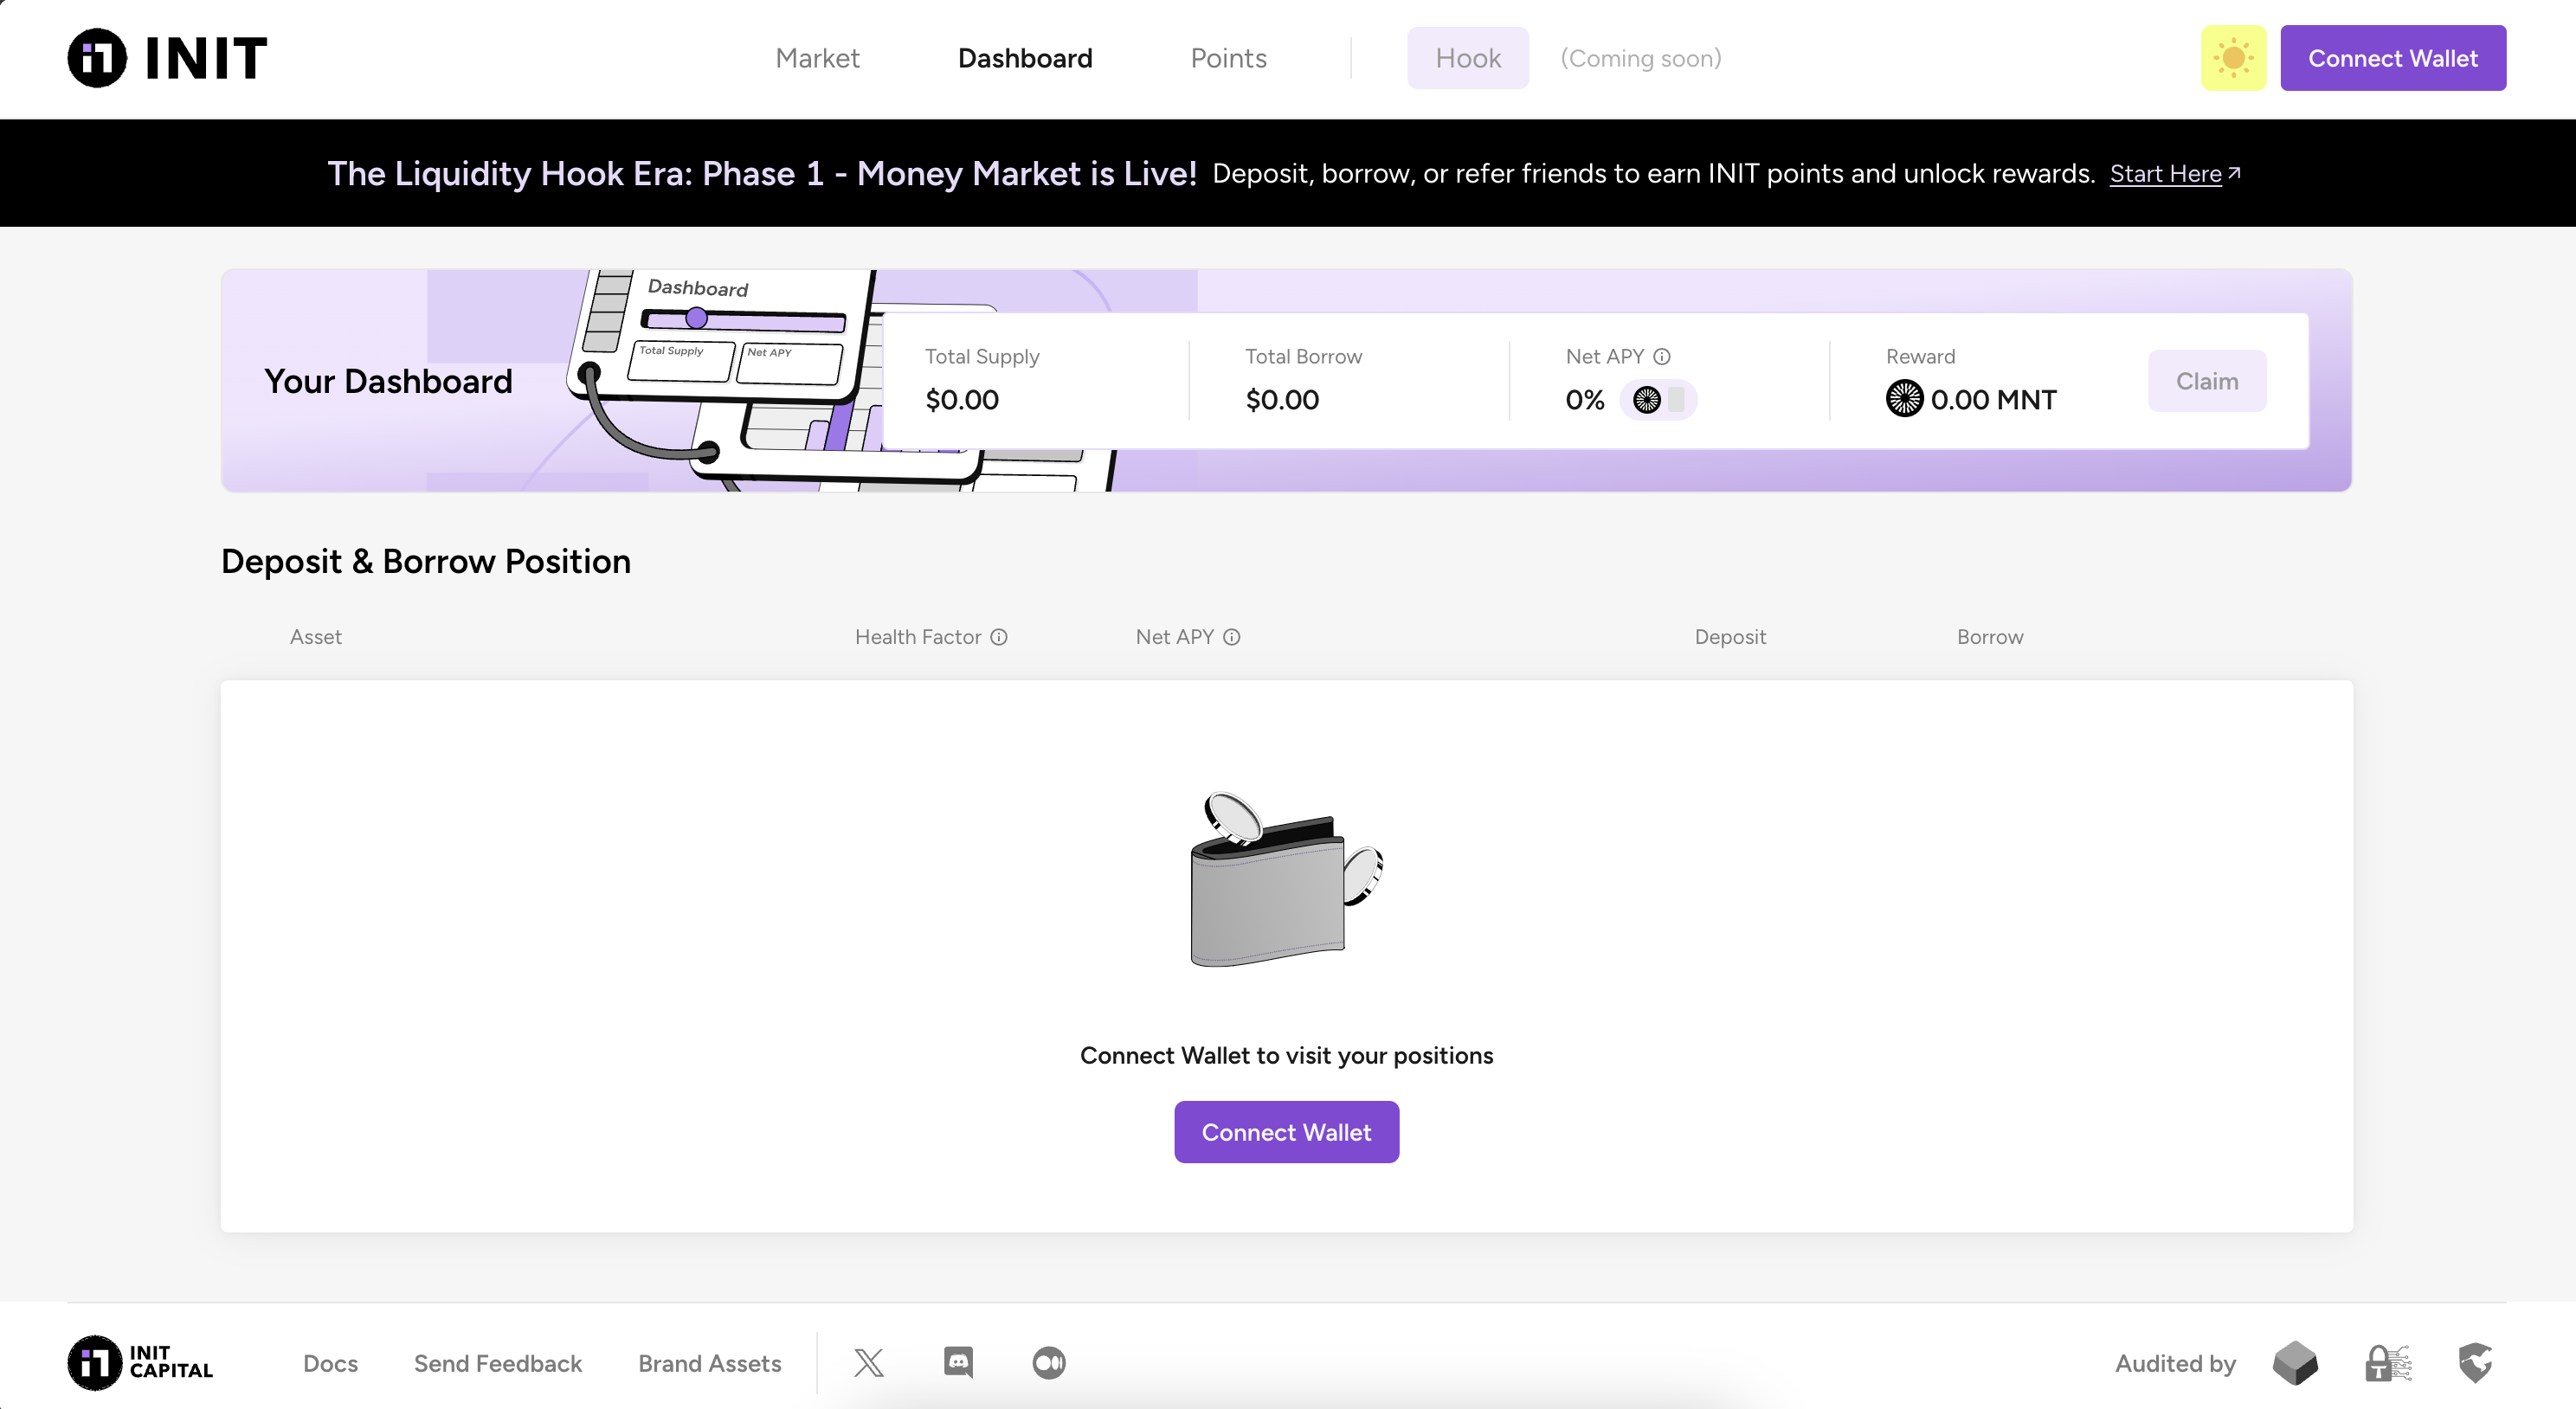 INIT
Market Dashboard Points Hook (Coming soon)
Connect Wallet
The Liquidity Hook Era: Phase 1 - Money Market is Live! Deposit, borrow, or refer friends to earn INIT points and unlock rewards. Start Here
Your Dashboard
Dashboard
Total Supply Net APY
Total Supply
$0.00
Total Borrow
$0.00
Net APY
0%
Reward
0.00 MNT
Claim
Deposit & Borrow Position
Asset Health Factor Net APY Deposit Borrow
Connect Wallet to visit your positions
Connect Wallet
INIT
CAPITAL
Docs Send Feedback Brand Assets
Audited by